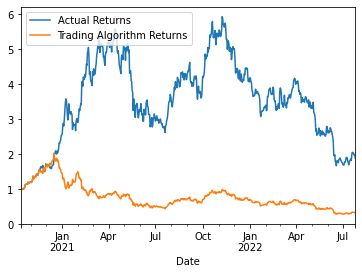 Actual Returns
Trading Algorithm Returns
6
5
4
3
2
1
0
Jan
2021
Apr
Jul
Oct
Jan
2022
Apr
Jul
Date